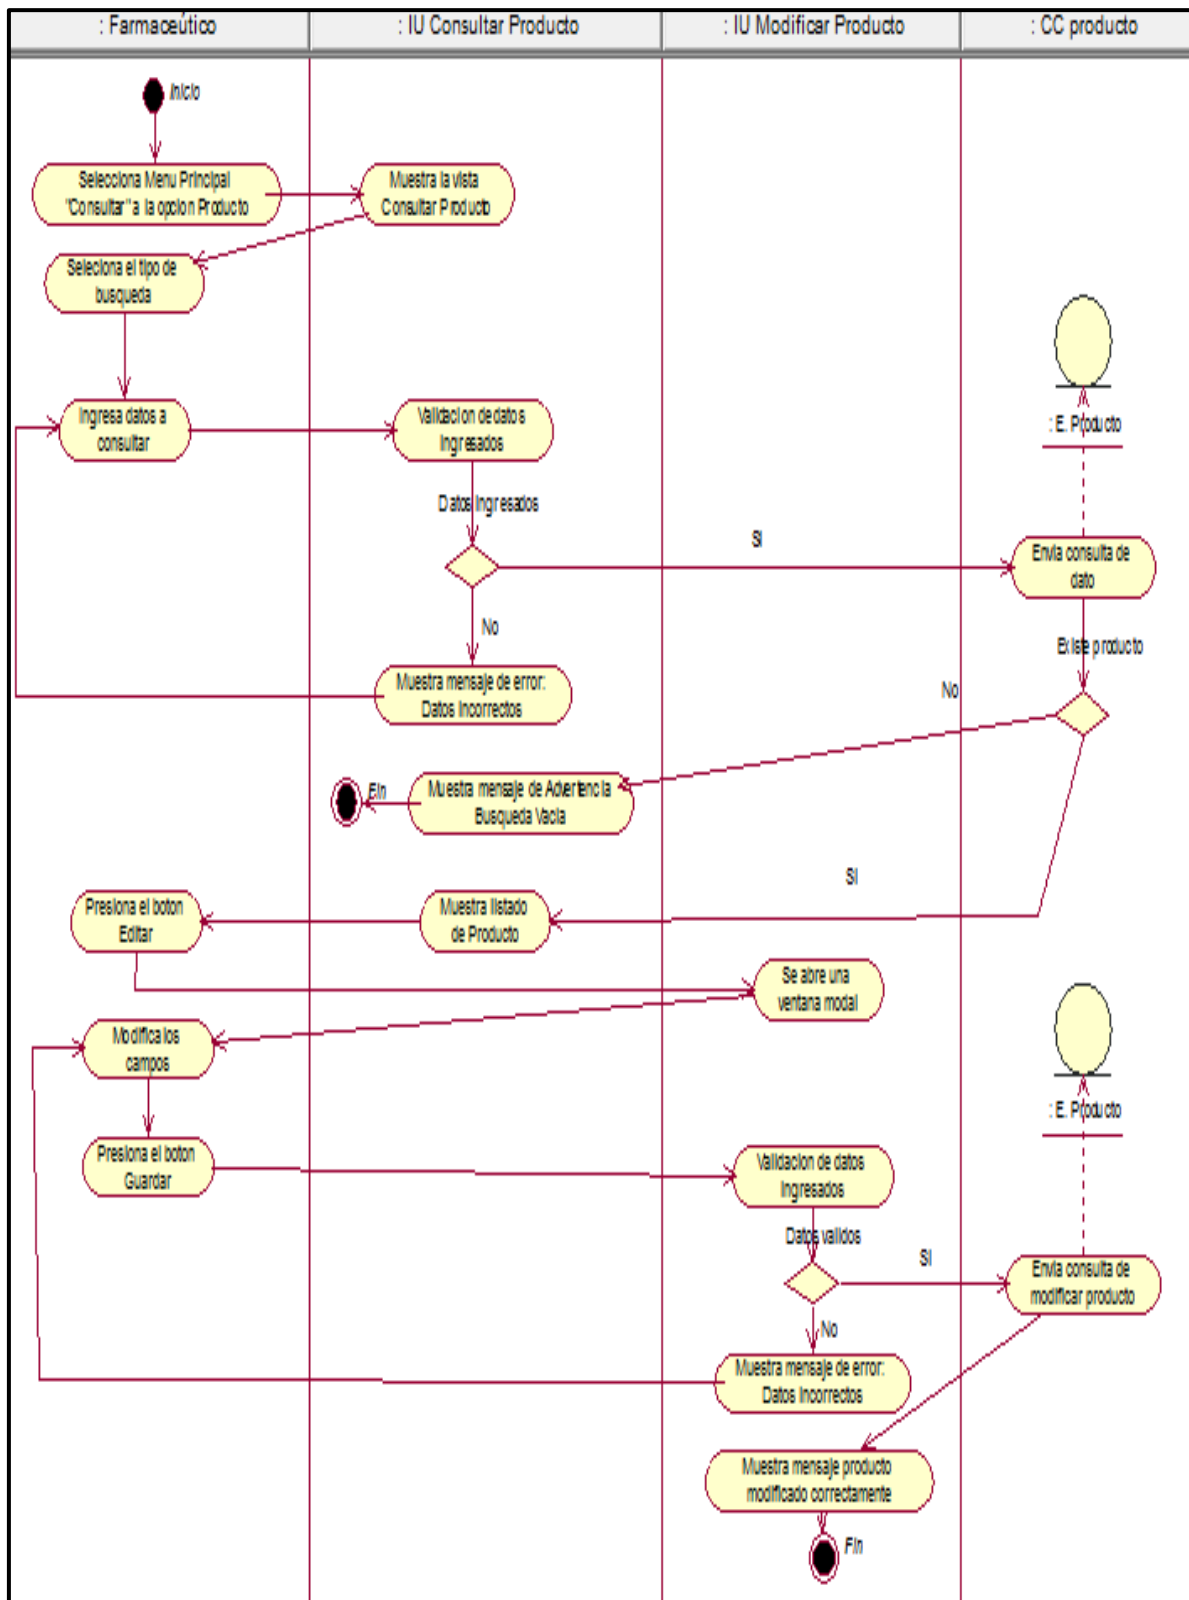 : Farmaceútico
: IU Consultar Producto
: IU Modificar Producto
: CC producto
Inicio
Selecciona Menu Principal
"Consultar" a la opcion Producto
Muestra la vista
Consultar Producto
Seleciona el tipo de
busqueda
Ingresa datos a
consultar
Validacion de datos
Ingresados
: E. Producto
Datos Ingresados
SI
Envia consulta de
dato
No
Existe producto
Muestra mensaje de error:
Datos Incorrectos
No
Fin
Muestra mensaje de Advertencia
Busqueda Vacia
SI
Presiona el boton
Editar
Muestra listado
de Producto
Se abre una
ventana modal
Modifica los
campos
: E. Producto
Presiona el boton
Guardar
Validacion de datos
Ingresados
Datos validos
SI
Envia consulta de
modificar producto
No
Muestra mensaje de error:
Datos Incorrectos
Muestra mensaje producto
modificado correctamente
Fin